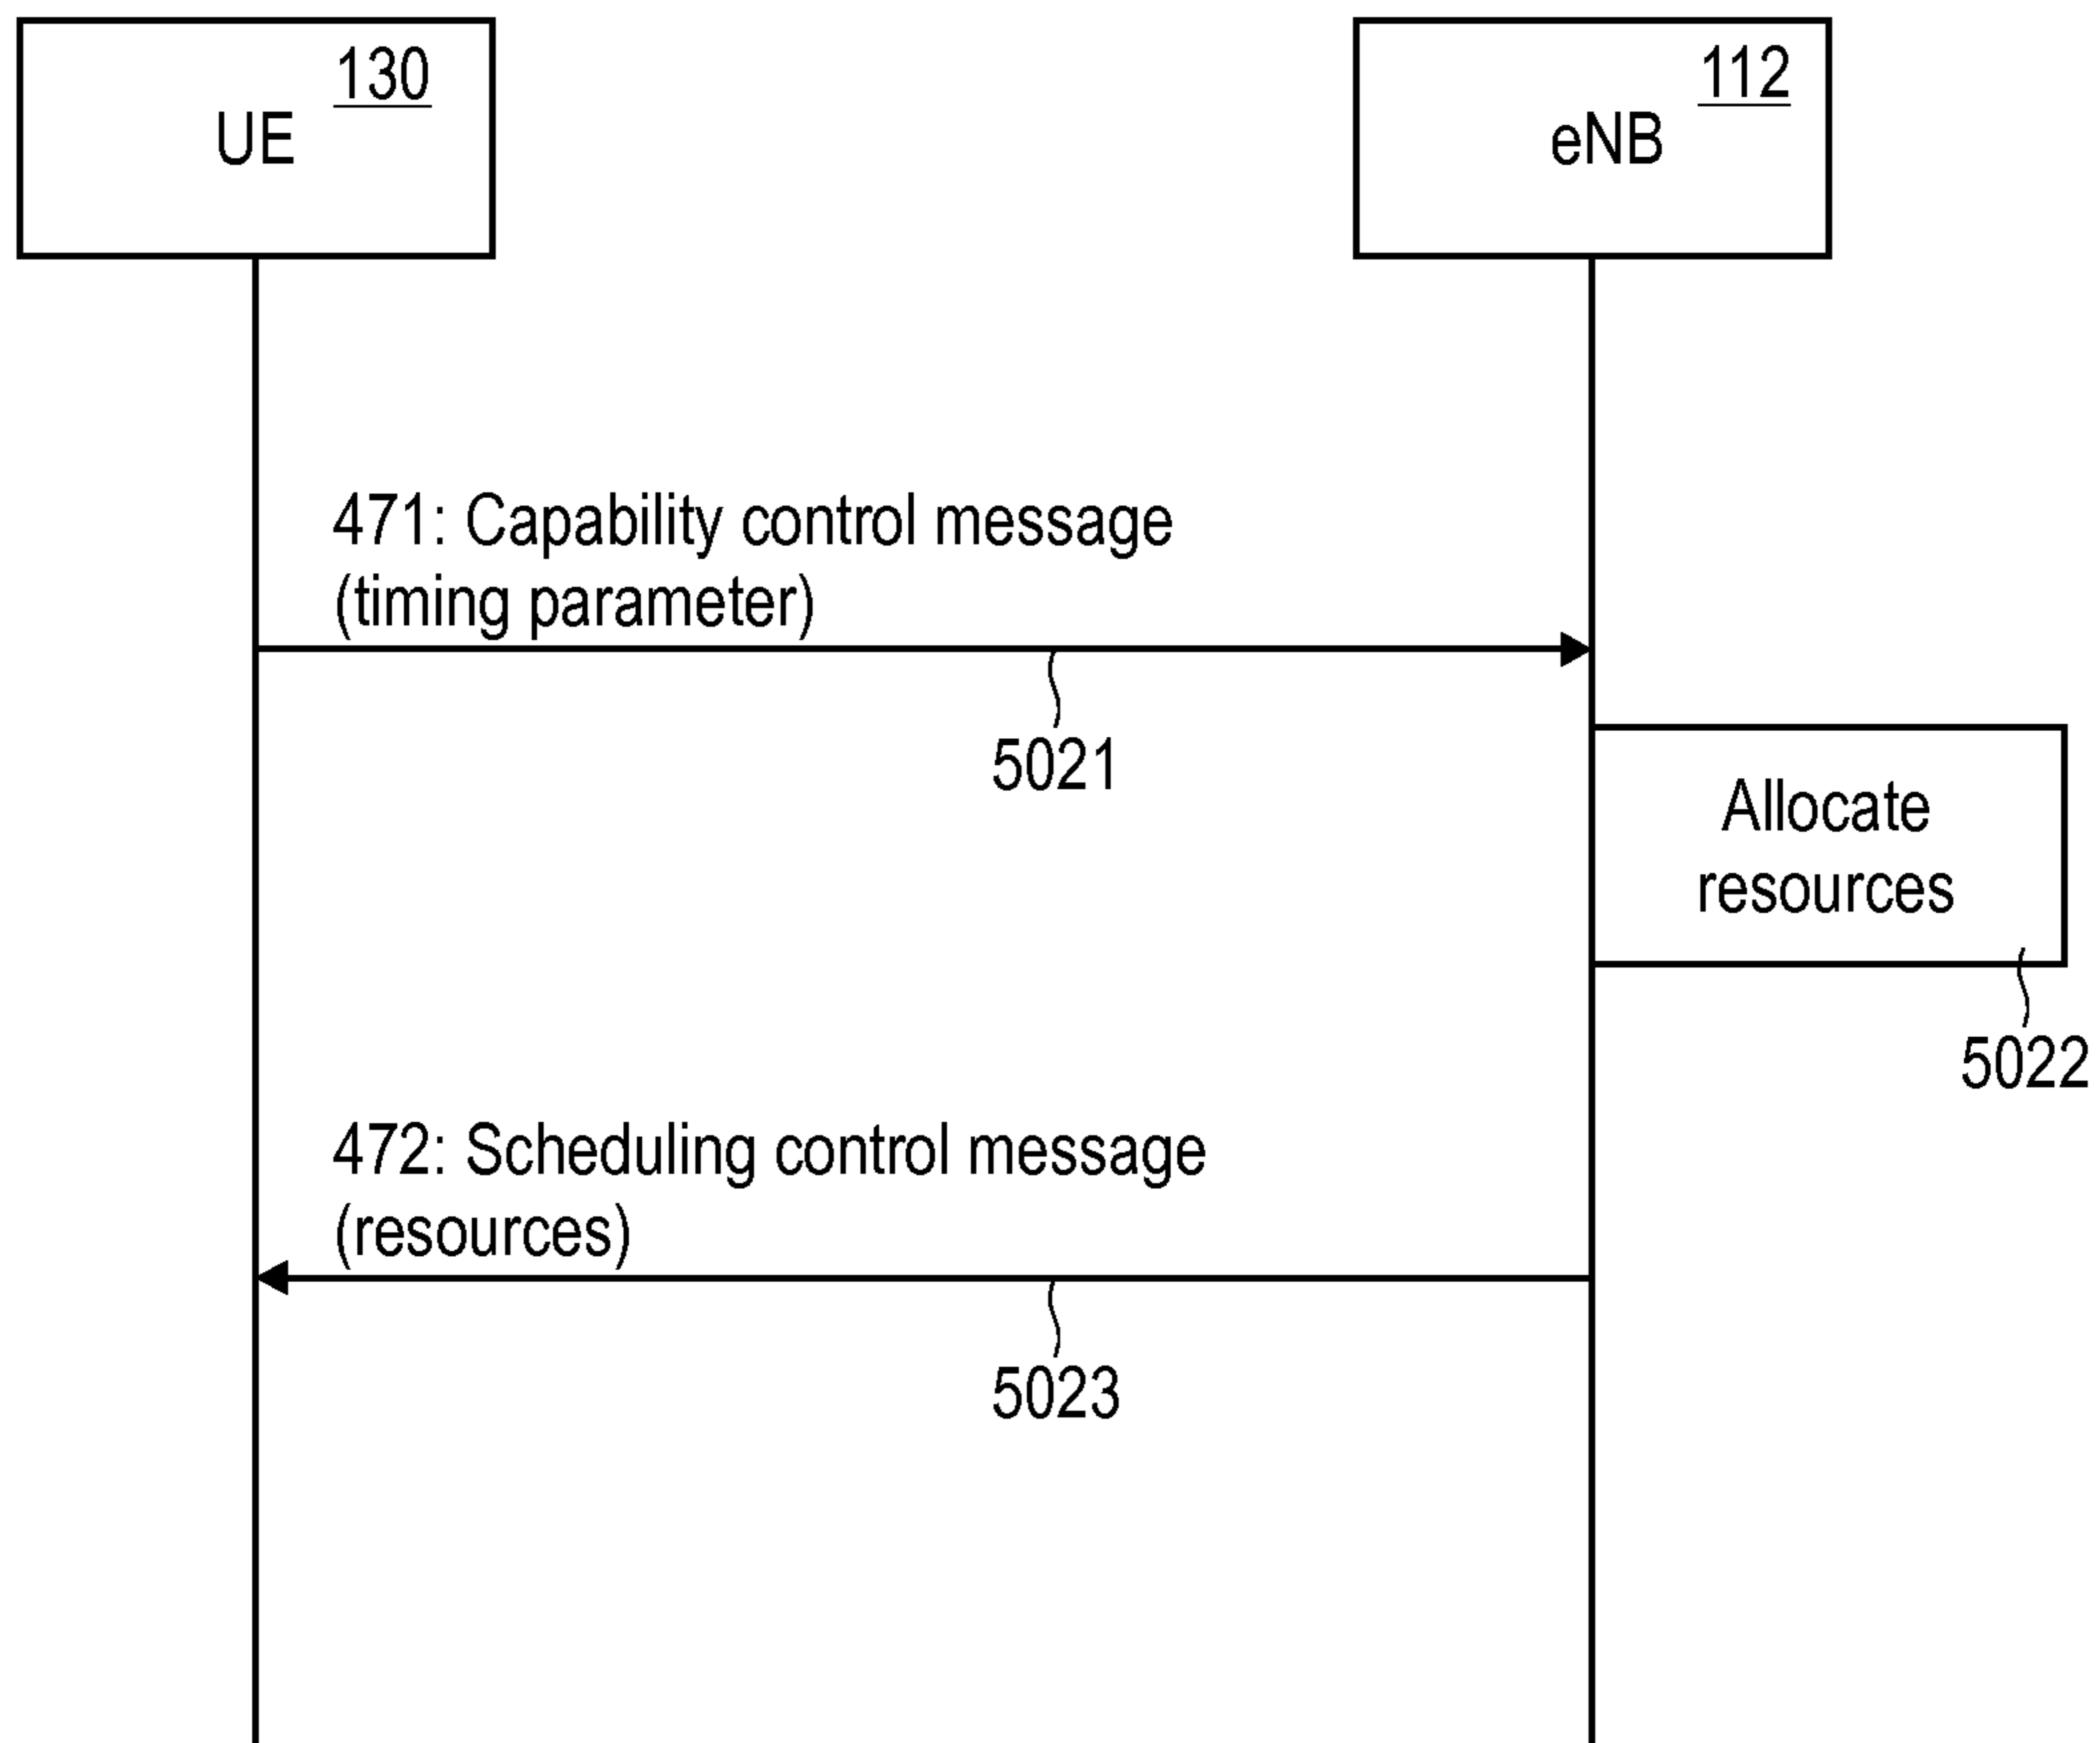 130
UE
112
eNB
471: Capability control message
(timing parameter)
5021
Allocate
resources
5022
472: Scheduling control message
(resources)
5023